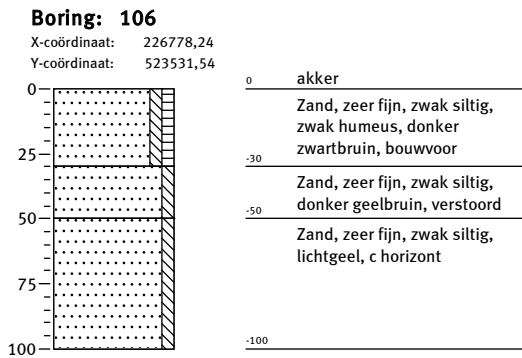 Boring: 106
X-coördinaat: 226778,24
Y-coördinaat: 523531,54
0
25
50
75
100
0 akker
Zand, zeer fijn, zwak siltig,
zwak humeus, donker
zwartbruin, bouwvoor
-30
Zand, zeer fijn, zwak siltig,
donker geelbruin, verstoord
-50
Zand, zeer fijn, zwak siltig,
lichtgeel, c horizont
-100